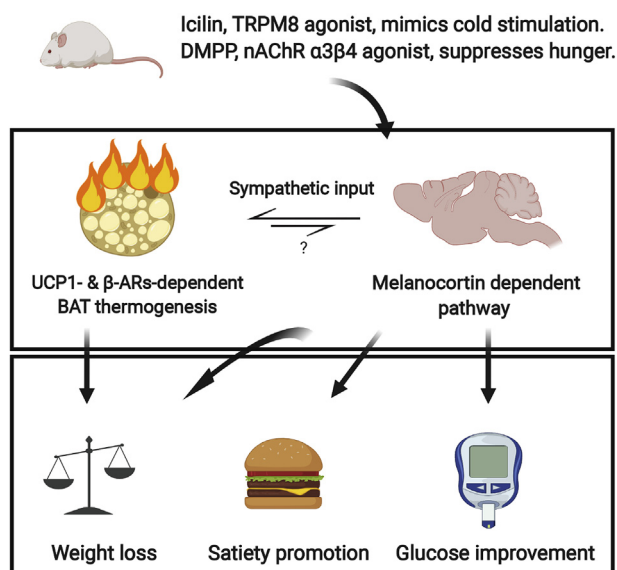 Icilin, TRPM8 agonist, mimics cold stimulation.
DMPP, nAChR α3β4 agonist, suppresses hunger.
Sympathetic input
?
UCP1- & β-ARs-dependent
BAT thermogenesis
Melanocortin dependent
pathway
Weight loss
Satiety promotion
Glucose improvement